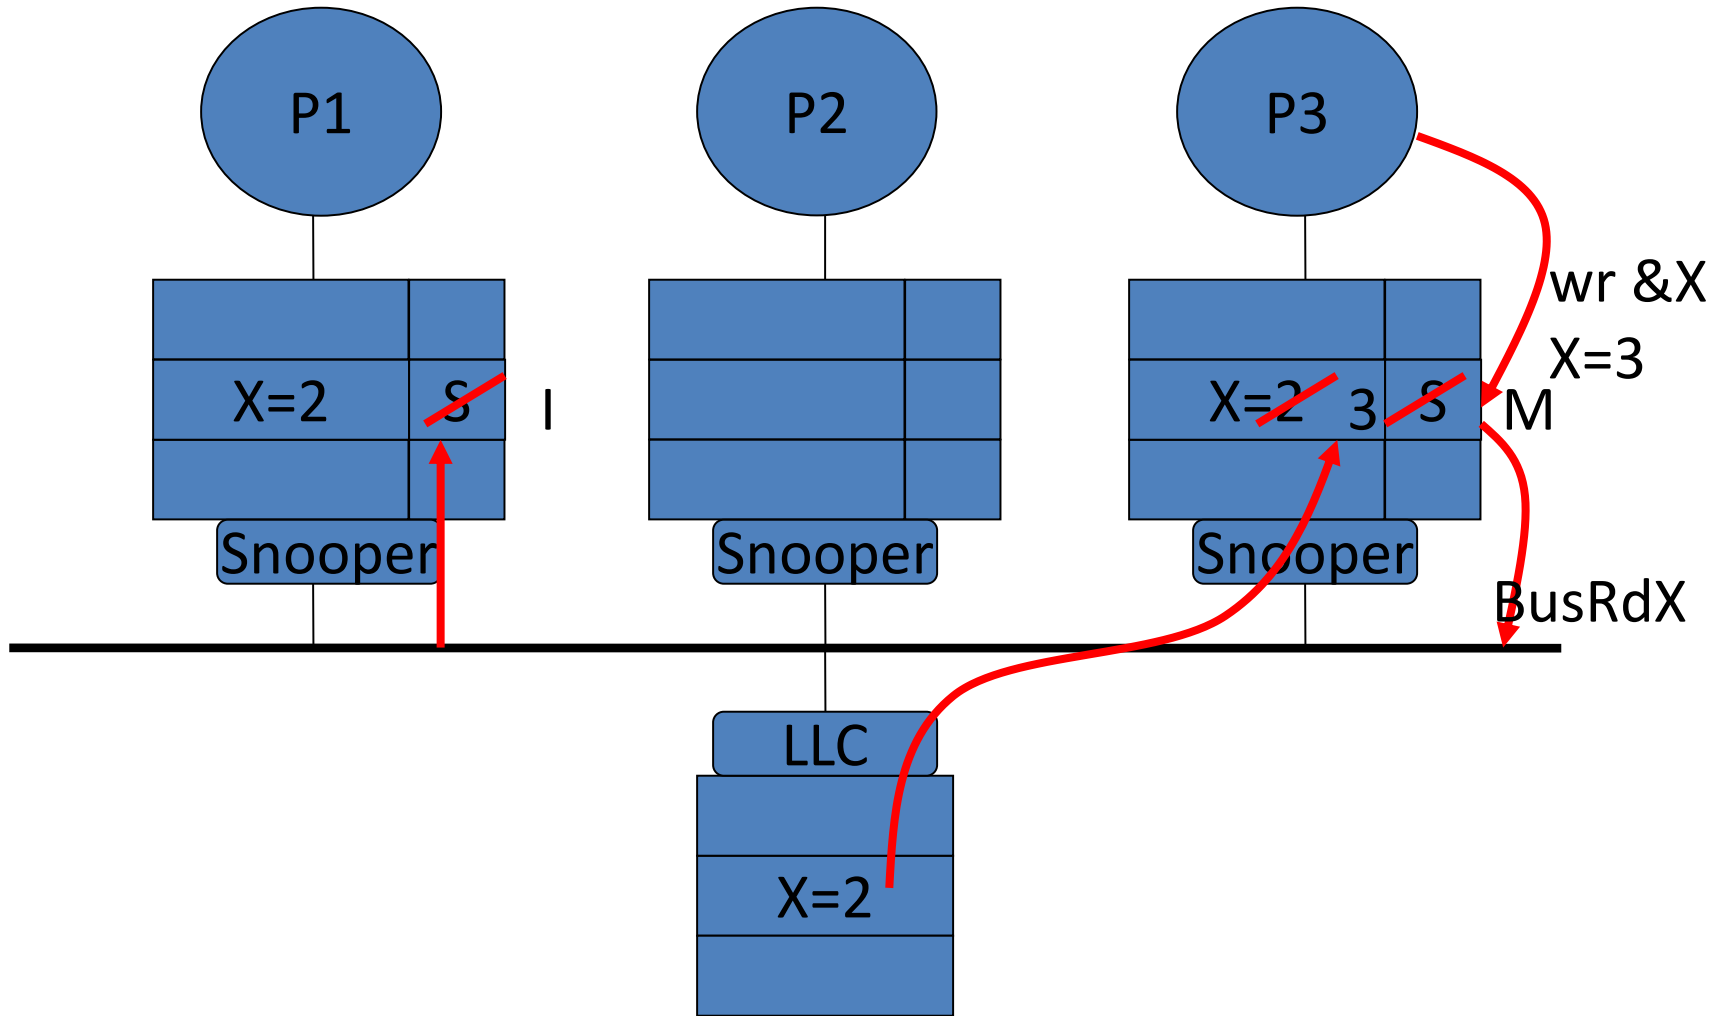 P1
P2
P3
wr &X
X=3
X=2
S
I
X=2
3
S
M
Snooper
Snooper
Snooper
BusRdX
LLC
X=2